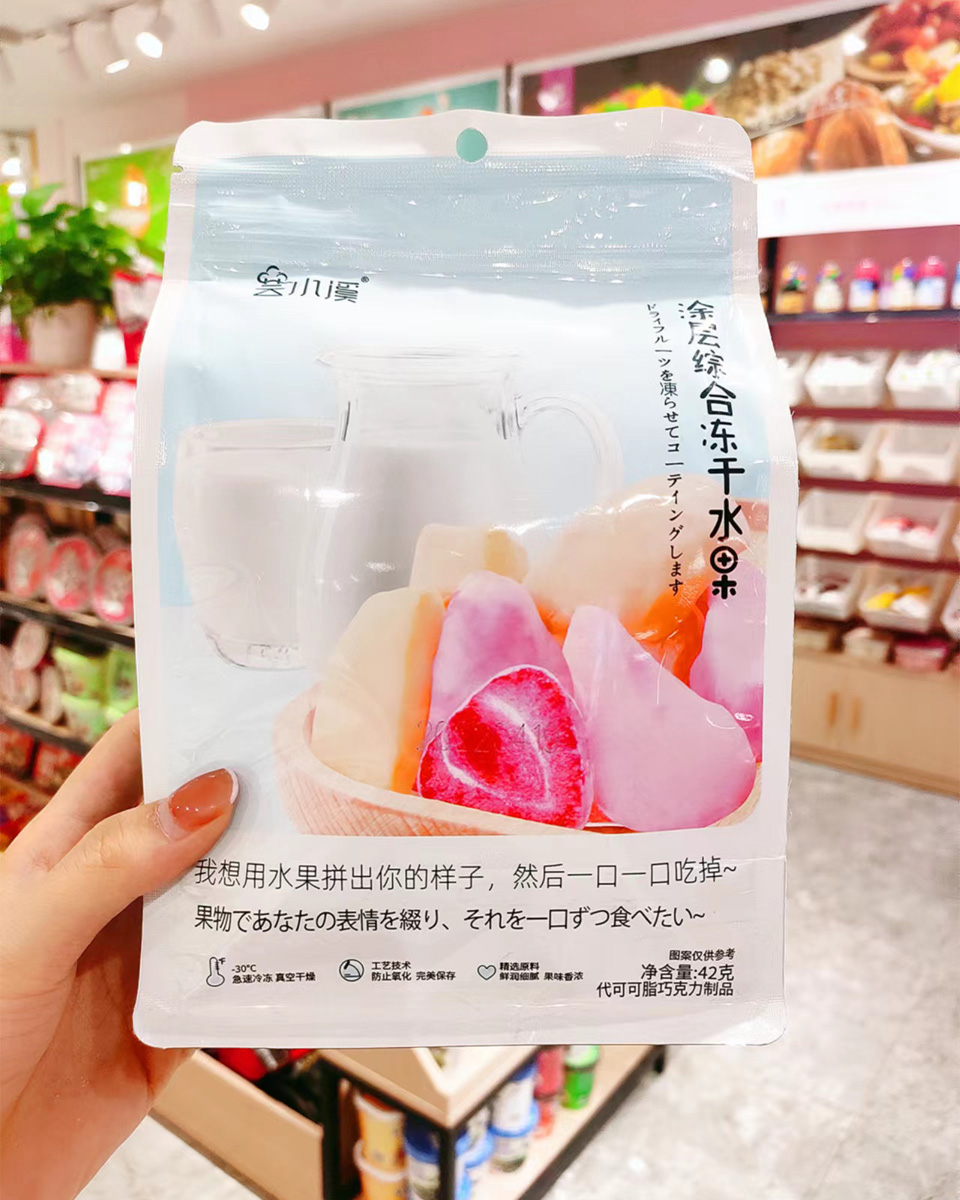 芸小溪®
涂层综合冻干水果
ドライフルーツを凍らせてコーティングします
我想用水果拼出你的样子，然后一口一口吃掉~
果物であなたの表情を綴り、それを一口ずつ食べたい~
图案仅供参考
-30℃
急速冷冻 真空干燥
工艺技术
防止氧化 完美保存
精选原料
鲜润细腻 果味香浓
净含量:42克
代可可脂巧克力制品